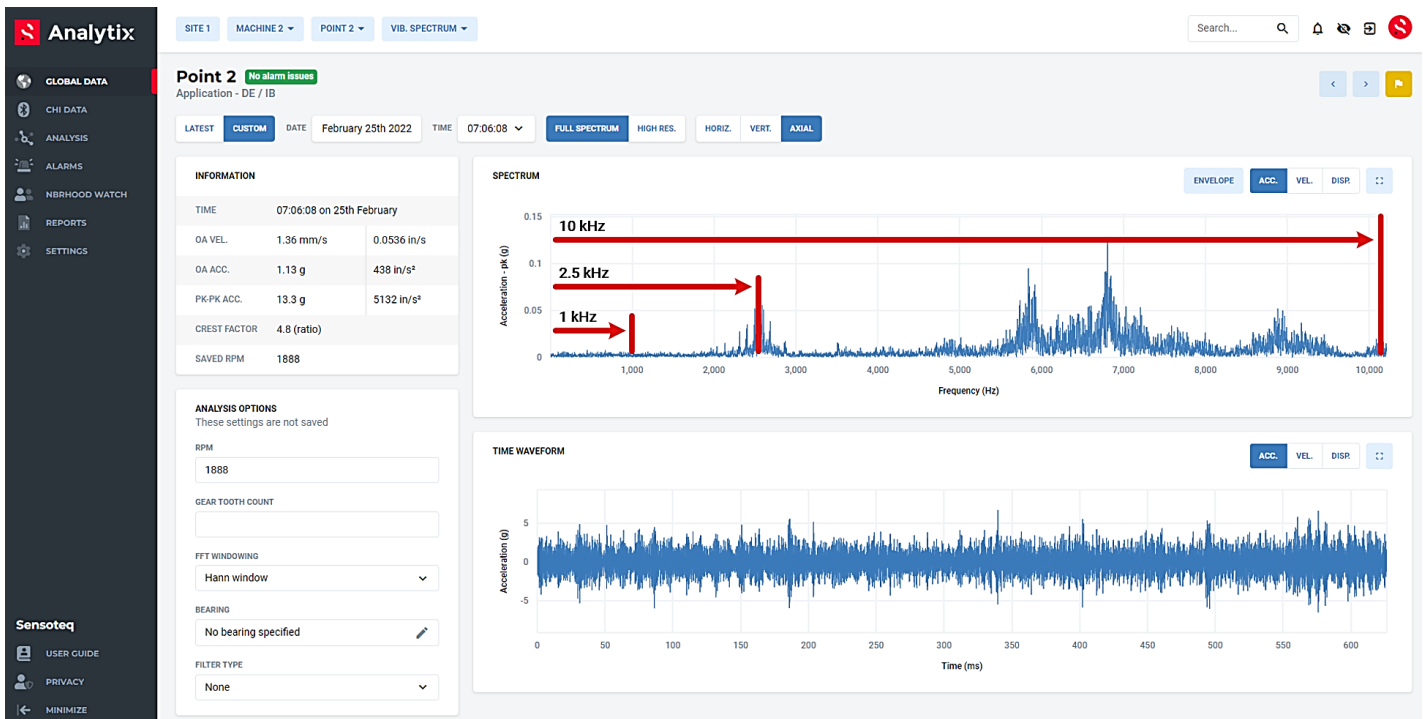 Analytix
SITE 1
MACHINE 2
POINT 2
VIB. SPECTRUM
Search...
GLOBAL DATA
CHI DATA
ANALYSIS
ALARMS
NBRHOOD WATCH
REPORTS
SETTINGS
Sensoteq
USER GUIDE
PRIVACY
MINIMIZE
Point 2 No alarm issues
Application - DE / IB
LATEST CUSTOM DATE February 25th 2022 TIME 07:06:08 FULL SPECTRUM HIGH RES. HORIZ. VERT. AXIAL
INFORMATION
TIME 07:06:08 on 25th February
OA VEL. 1.36 mm/s 0.0536 in/s
OA ACC. 1.13 g 438 in/s²
PK-PK ACC. 13.3 g 5132 in/s²
CREST FACTOR 4.8 (ratio)
SAVED RPM 1888
ANALYSIS OPTIONS
These settings are not saved
RPM
1888
GEAR TOOTH COUNT
FFT WINDOWING
Hann window
BEARING
No bearing specified
FILTER TYPE
None
SPECTRUM
ENVELOPE ACC. VEL. DISP.
Acceleration - pk (g)
0.15
0.1
0.05
0
10 kHz
2.5 kHz
1 kHz
1,000 2,000 3,000 4,000 5,000 6,000 7,000 8,000 9,000 10,000
Frequency (Hz)
TIME WAVEFORM
ACC. VEL. DISP.
Acceleration (g)
5
0
-5
0 50 100 150 200 250 300 350 400 450 500 550 600
Time (ms)